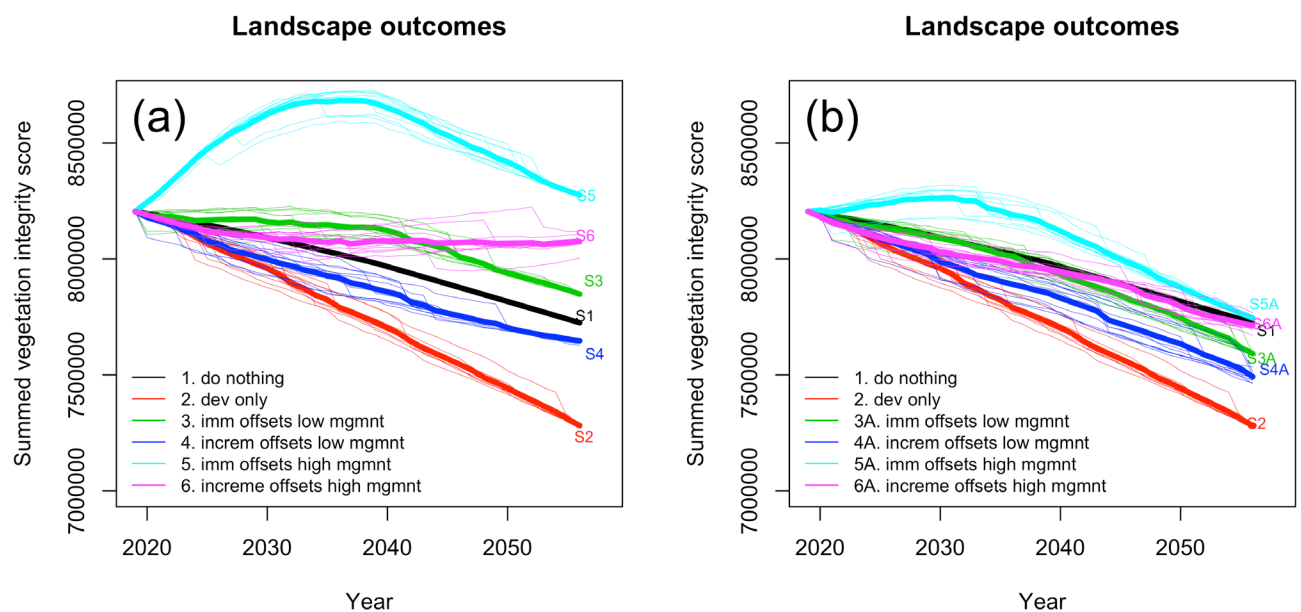 Landscape outcomes
(a)
Summed vegetation integrity score
8500000
8000000
7500000
7000000
S5
S6
S3
S1
S4
S2
1. do nothing
2. dev only
3. imm offsets low mgmnt
4. increm offsets low mgmnt
5. imm offsets high mgmnt
6. increme offsets high mgmnt
2020
2030
2040
2050
Year
Landscape outcomes
(b)
Summed vegetation integrity score
8500000
8000000
7500000
7000000
S5A
S6A
S1
S3A
S4A
S2
1. do nothing
2. dev only
3A. imm offsets low mgmnt
4A. increm offsets low mgmnt
5A. imm offsets high mgmnt
6A. increme offsets high mgmnt
2020
2030
2040
2050
Year